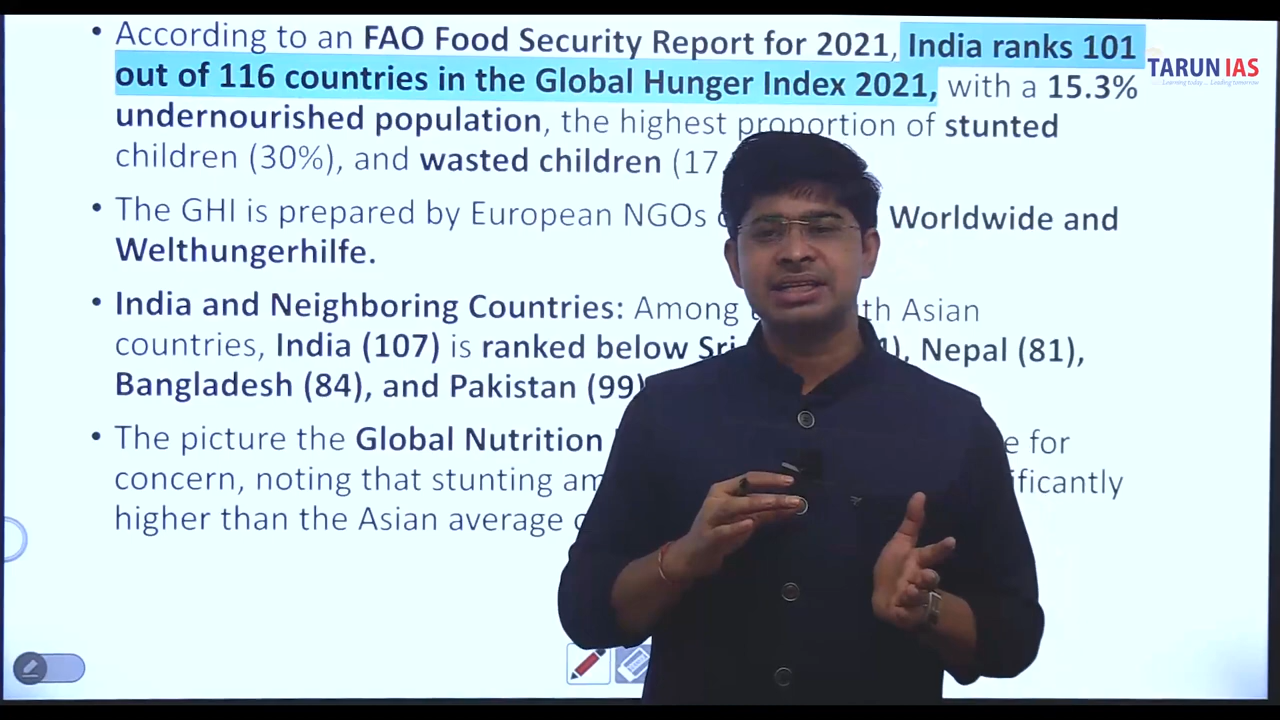 • According to an FAO Food Security Report for 2021, India ranks 101
out of 116 countries in the Global Hunger Index 2021, with a 15.3%
undernourished population, the highest proportion of stunted
children (30%), and wasted children (17
• The GHI is prepared by European NGOs Worldwide and
Welthungerhilfe.
• India and Neighboring Countries: Among Asian
countries, India (107) is ranked below Nepal (81),
Bangladesh (84), and Pakistan (99)
• The picture the Global Nutrition for
concern, noting that stunting
higher than the Asian average
TARUN IAS
Learning today... Leading tomorrow